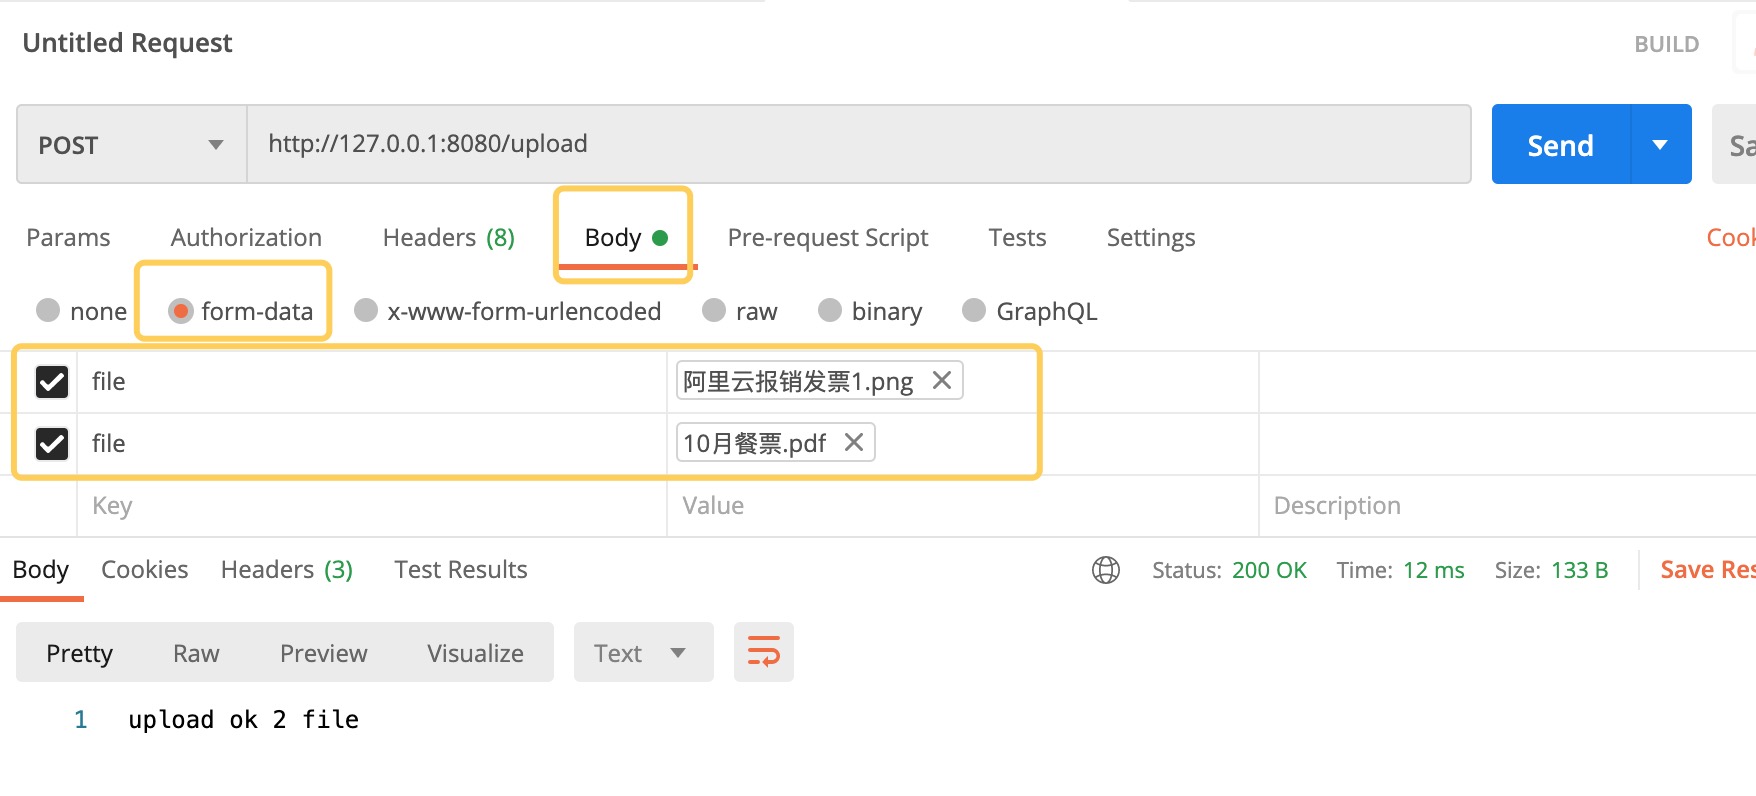 Untitled Request BUILD
POST http://127.0.0.1:8080/upload Send Sa
Params Authorization Headers (8) Body Pre-request Script Tests Settings Cook
none form-data x-www-form-urlencoded raw binary GraphQL
file 阿里云报销发票1.png
file 10月餐票.pdf
Key Value Description
Body Cookies Headers (3) Test Results Status: 200 OK Time: 12 ms Size: 133 B Save Res
Pretty Raw Preview Visualize Text
1 upload ok 2 file